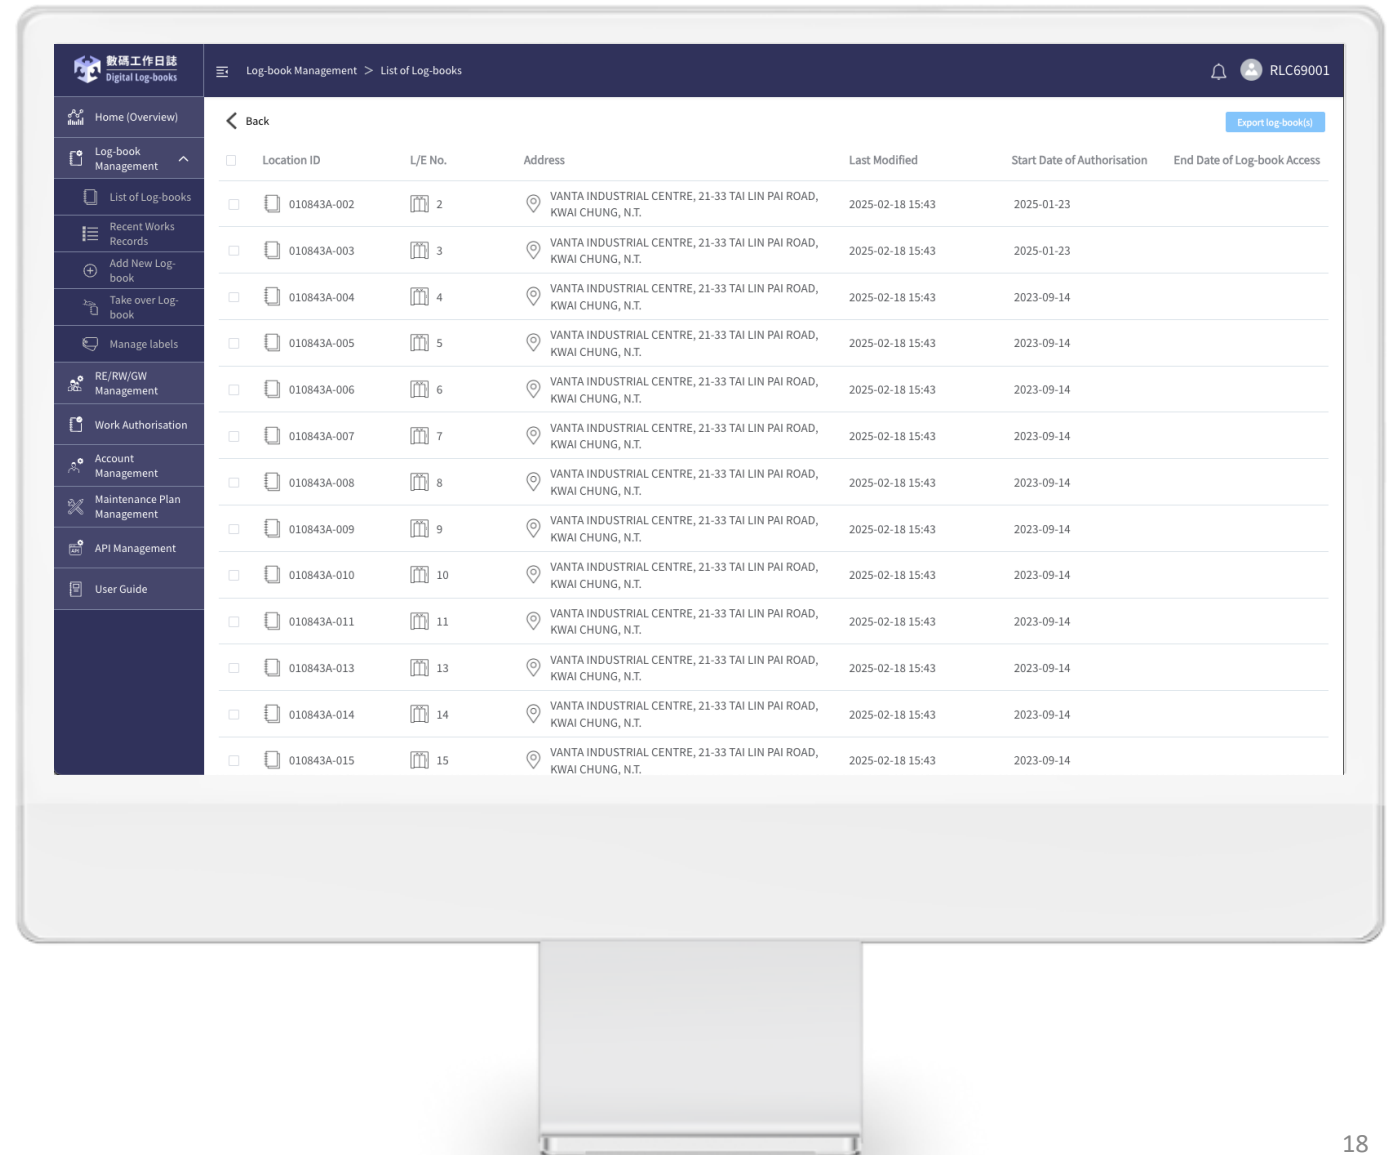 數碼工作日誌
Digital Log-books
Log-book Management > List of Log-books
RLC69001
Home (Overview)
Log-book
Management
List of Log-books
Recent Works
Records
Add New Log-
book
Take over Log-
book
Manage labels
RE/RW/GW
Management
Work Authorisation
Account
Management
Maintenance Plan
Management
API Management
User Guide
Back
Export log-book(s)
Location ID L/E No. Address Last Modified Start Date of Authorisation End Date of Log-book Access
010843A-002 2 VANTA INDUSTRIAL CENTRE, 21-33 TAI LIN PAI ROAD, 2025-02-18 15:43 2025-01-23
KWAI CHUNG, N.T.
010843A-003 3 VANTA INDUSTRIAL CENTRE, 21-33 TAI LIN PAI ROAD, 2025-02-18 15:43 2025-01-23
KWAI CHUNG, N.T.
010843A-004 4 VANTA INDUSTRIAL CENTRE, 21-33 TAI LIN PAI ROAD, 2025-02-18 15:43 2023-09-14
KWAI CHUNG, N.T.
010843A-005 5 VANTA INDUSTRIAL CENTRE, 21-33 TAI LIN PAI ROAD, 2025-02-18 15:43 2023-09-14
KWAI CHUNG, N.T.
010843A-006 6 VANTA INDUSTRIAL CENTRE, 21-33 TAI LIN PAI ROAD, 2025-02-18 15:43 2023-09-14
KWAI CHUNG, N.T.
010843A-007 7 VANTA INDUSTRIAL CENTRE, 21-33 TAI LIN PAI ROAD, 2025-02-18 15:43 2023-09-14
KWAI CHUNG, N.T.
010843A-008 8 VANTA INDUSTRIAL CENTRE, 21-33 TAI LIN PAI ROAD, 2025-02-18 15:43 2023-09-14
KWAI CHUNG, N.T.
010843A-009 9 VANTA INDUSTRIAL CENTRE, 21-33 TAI LIN PAI ROAD, 2025-02-18 15:43 2023-09-14
KWAI CHUNG, N.T.
010843A-010 10 VANTA INDUSTRIAL CENTRE, 21-33 TAI LIN PAI ROAD, 2025-02-18 15:43 2023-09-14
KWAI CHUNG, N.T.
010843A-011 11 VANTA INDUSTRIAL CENTRE, 21-33 TAI LIN PAI ROAD, 2025-02-18 15:43 2023-09-14
KWAI CHUNG, N.T.
010843A-013 13 VANTA INDUSTRIAL CENTRE, 21-33 TAI LIN PAI ROAD, 2025-02-18 15:43 2023-09-14
KWAI CHUNG, N.T.
010843A-014 14 VANTA INDUSTRIAL CENTRE, 21-33 TAI LIN PAI ROAD, 2025-02-18 15:43 2023-09-14
KWAI CHUNG, N.T.
010843A-015 15 VANTA INDUSTRIAL CENTRE, 21-33 TAI LIN PAI ROAD, 2025-02-18 15:43 2023-09-14
KWAI CHUNG, N.T.
18